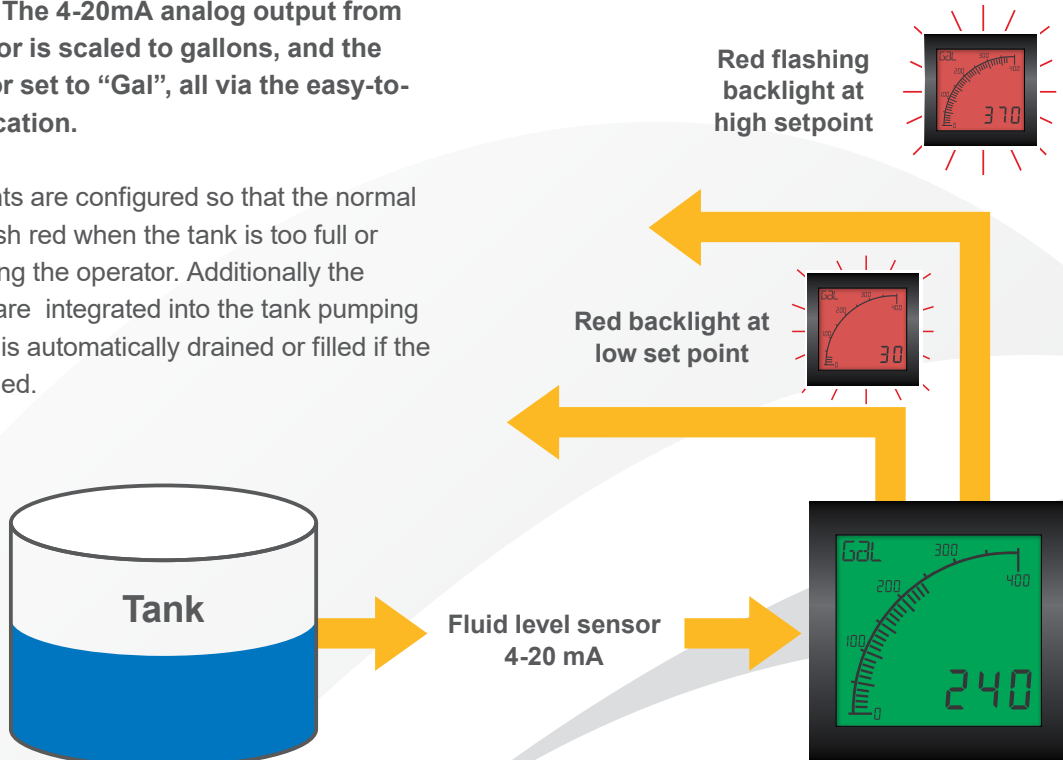 The 4-20mA analog output from
or is scaled to gallons, and the
or set to “Gal”, all via the easy-to-
cation.
nts are configured so that the normal
sh red when the tank is too full or
ing the operator. Additionally the
are integrated into the tank pumping
is automatically drained or filled if the
ed.
Red flashing
backlight at
high setpoint
GaL
300
400
200
100
0
370
Red backlight at
low set point
GaL
300
400
200
100
0
30
Tank
Fluid level sensor
4-20 mA
GaL
300
400
200
100
0
240